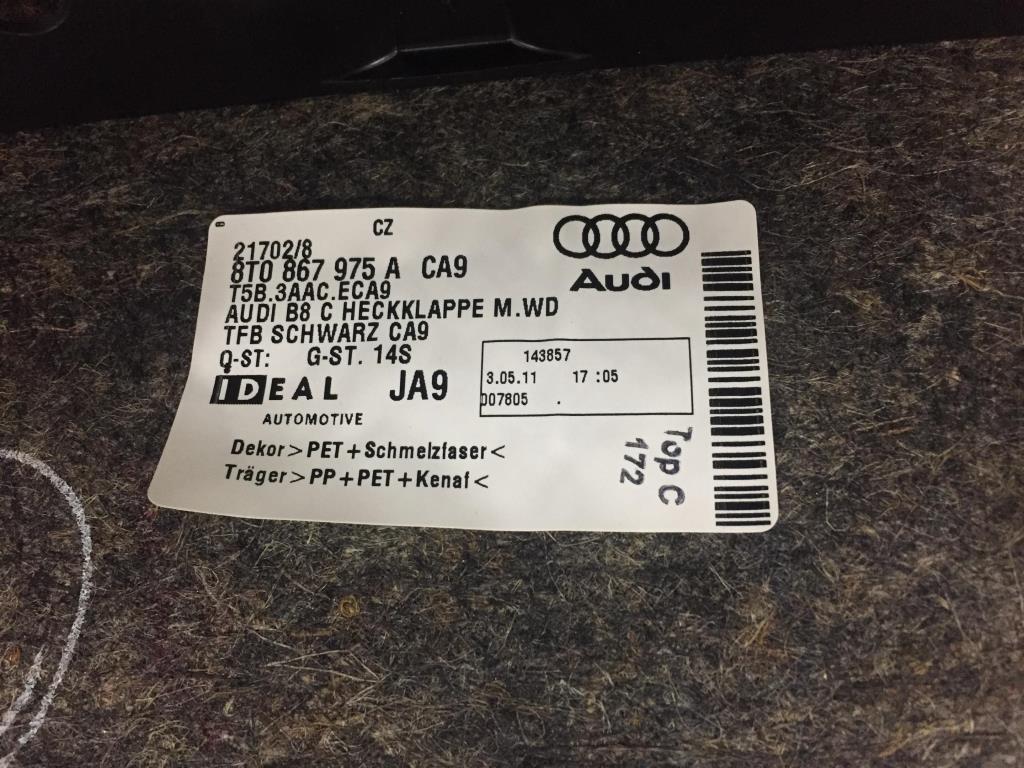 CZ
21702/8
8T0 867 975 A CA9
T5B.3AAC.ECA9
AUDI B8 C HECKKLAPPE M.WD
TFB SCHWARZ CA9
Q-ST: G-ST. 14S
IDEAL JA9
AUTOMOTIVE
Dekor>PET+Schmelzfaser<
Träger>PP+PET+Kenaf<
Audi
143857
3.05.11 17:05
007805 .
Top C
172